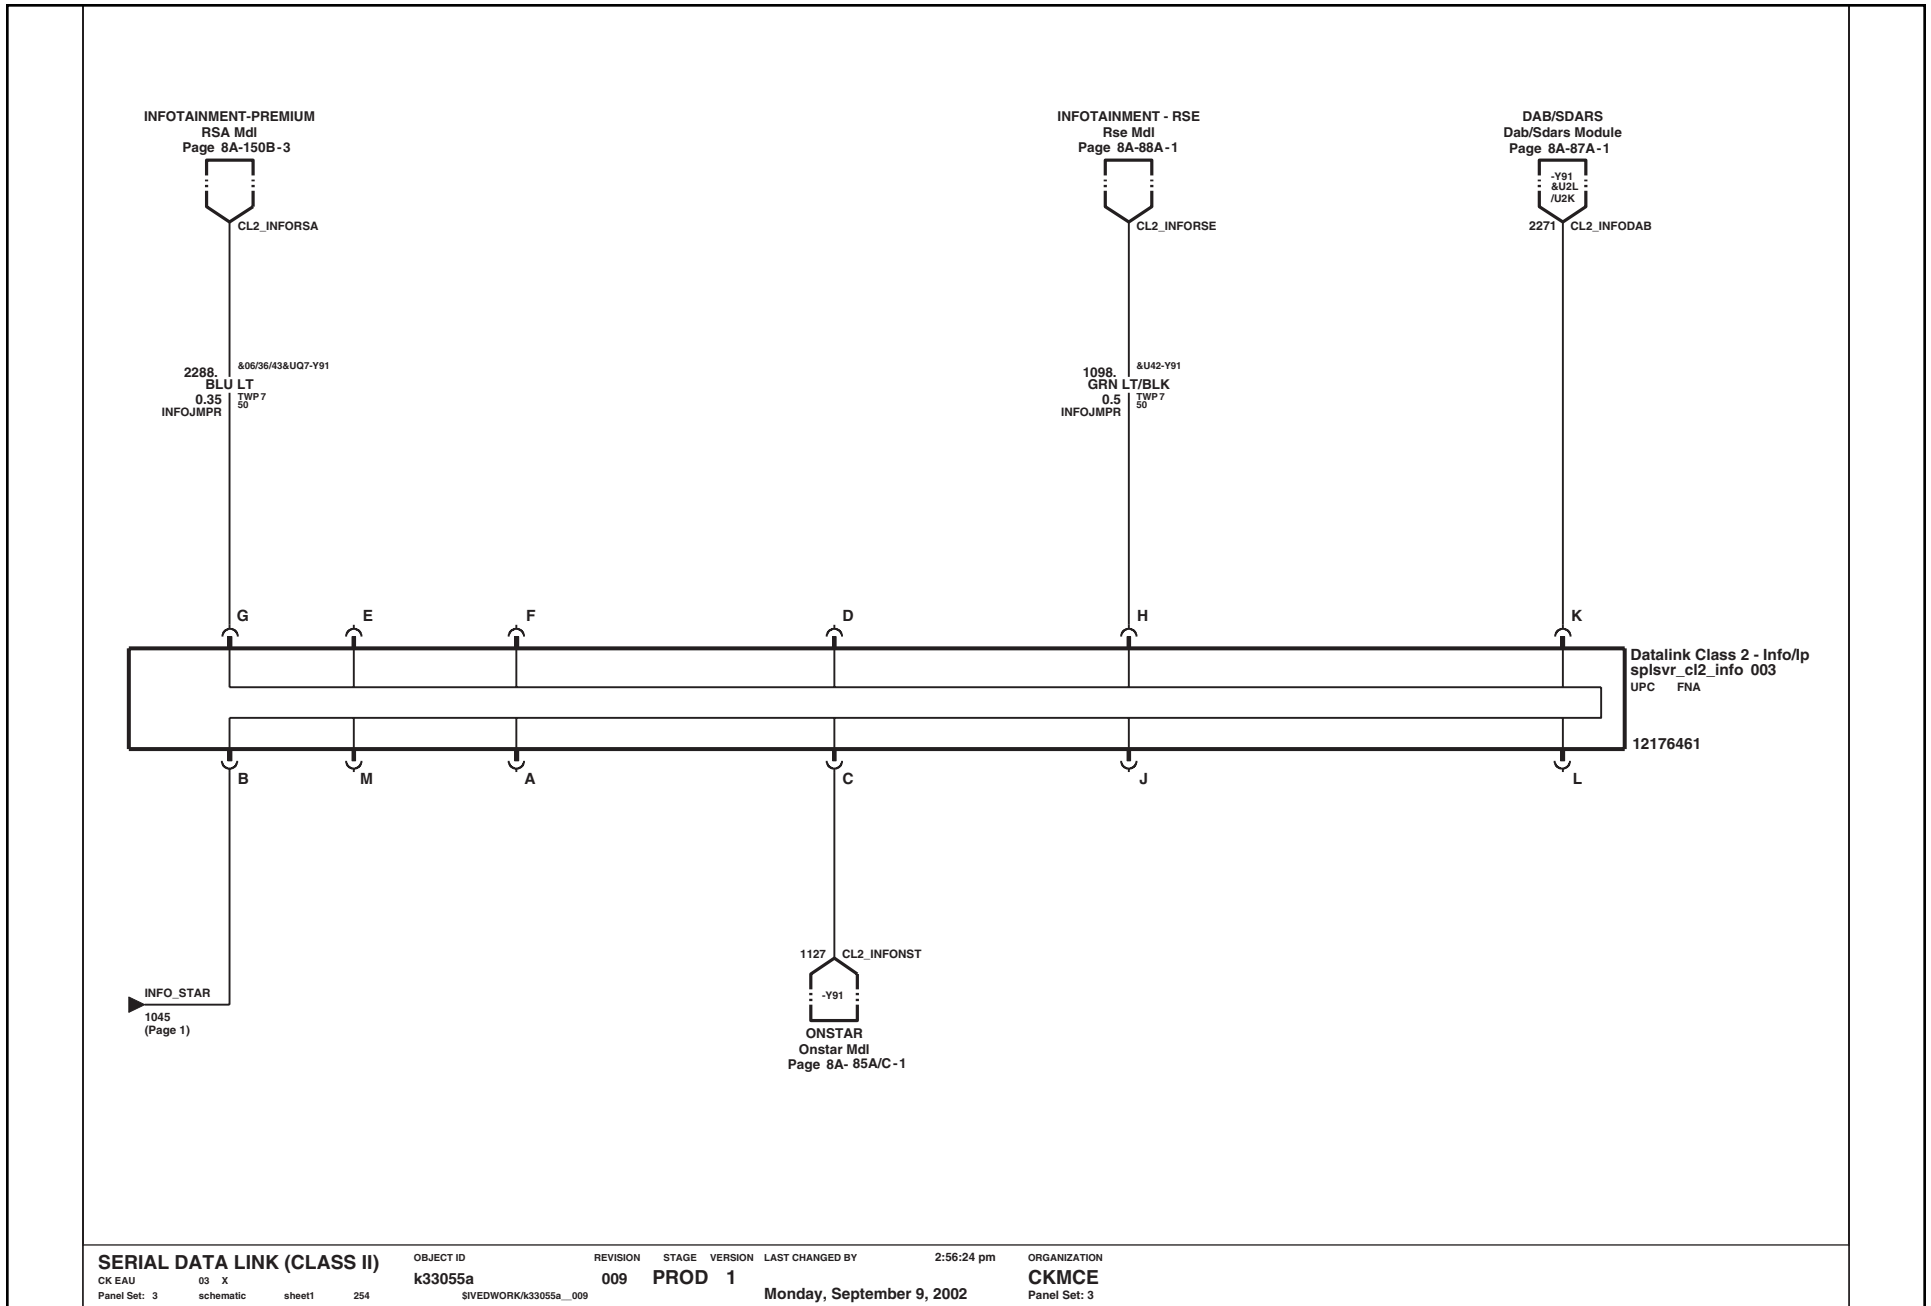 INFOTAINMENT-PREMIUM
RSA Mdl
Page 8A-150B-3
CL2_INFORSA
INFOTAINMENT - RSE
Rse Mdl
Page 8A-88A-1
CL2_INFORSE
DAB/SDARS
Dab/Sdars Module
Page 8A-87A-1
-Y91
&U2L
/U2K
2271 CL2_INFODAB
2288. &06/36/43&UQ7-Y91
BLU LT
0.35 TWP7
50
INFOJMPR
1098. &U42-Y91
GRN LT/BLK
0.5 TWP7
50
INFOJMPR
G E F D H K
Datalink Class 2 - Info/Ip
splsvr_cl2_info 003
UPC FNA
12176461
B M A C J L
1127 CL2_INFONST
-Y91
ONSTAR
Onstar Mdl
Page 8A- 85A/C-1
INFO_STAR
1045
(Page 1)
SERIAL DATA LINK (CLASS II)
CK EAU 03 X
Panel Set: 3 schematic sheet1 254
OBJECT ID
k33055a
$IVEDWORK/k33055a__009
REVISION
009
STAGE
PROD
VERSION
1
LAST CHANGED BY 2:56:24 pm
Monday, September 9, 2002
ORGANIZATION
CKMCE
Panel Set: 3